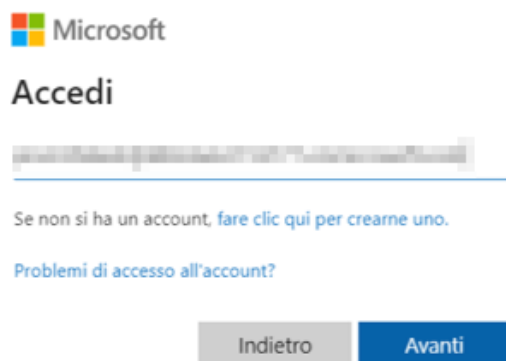 Microsoft
Accedi
Se non si ha un account, fare clic qui per crearne uno.
Problemi di accesso all'account?
Indietro Avanti